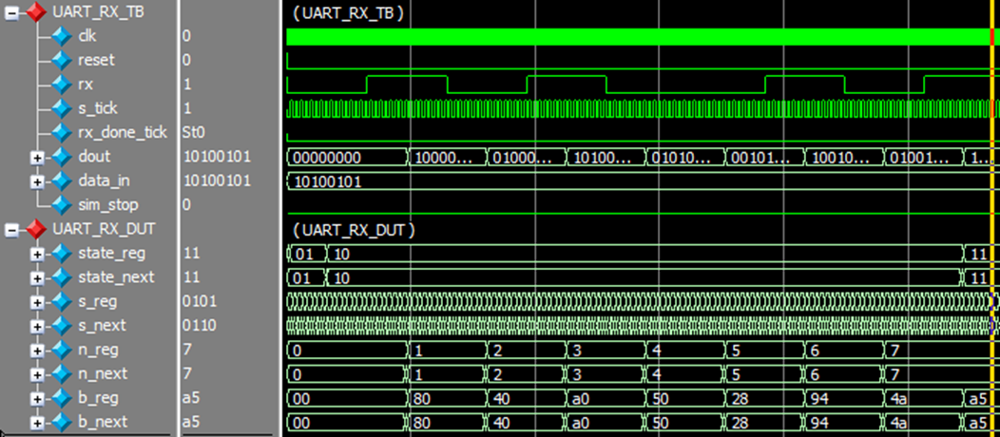 UART_RX_TB (UART_RX_TB)
clk 0
reset 0
rx 1
s_tick 1
rx_done_tick St0
dout 10100101 00000000 10000... 01000... 10100... 01010... 00101... 10010... 01001... 1...
data_in 10100101 10100101
sim_stop 0
UART_RX_DUT (UART_RX_DUT)
state_reg 11 01 10 11
state_next 11 01 10 11
s_reg 0101
s_next 0110
n_reg 7 0 1 2 3 4 5 6 7
n_next 7 0 1 2 3 4 5 6 7
b_reg a5 00 80 40 a0 50 28 94 4a a5
b_next a5 00 80 40 a0 50 28 94 4a a5